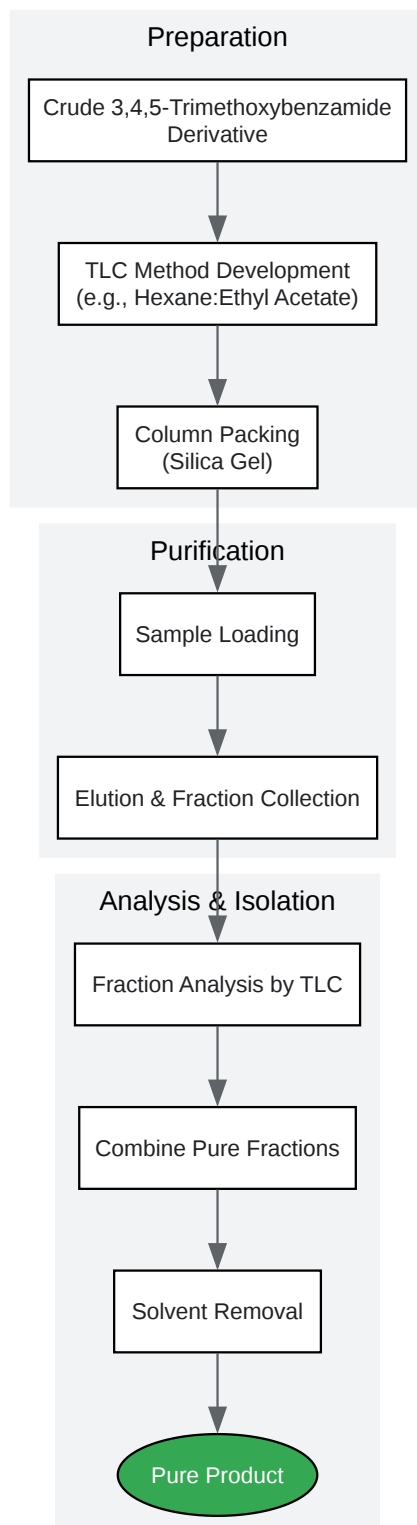 Preparation
Crude 3,4,5-Trimethoxybenzamide
Derivative
TLC Method Development
(e.g., Hexane:Ethyl Acetate)
Column Packing
(Silica Gel)
Purification
Sample Loading
Elution & Fraction Collection
Analysis & Isolation
Fraction Analysis by TLC
Combine Pure Fractions
Solvent Removal
Pure Product